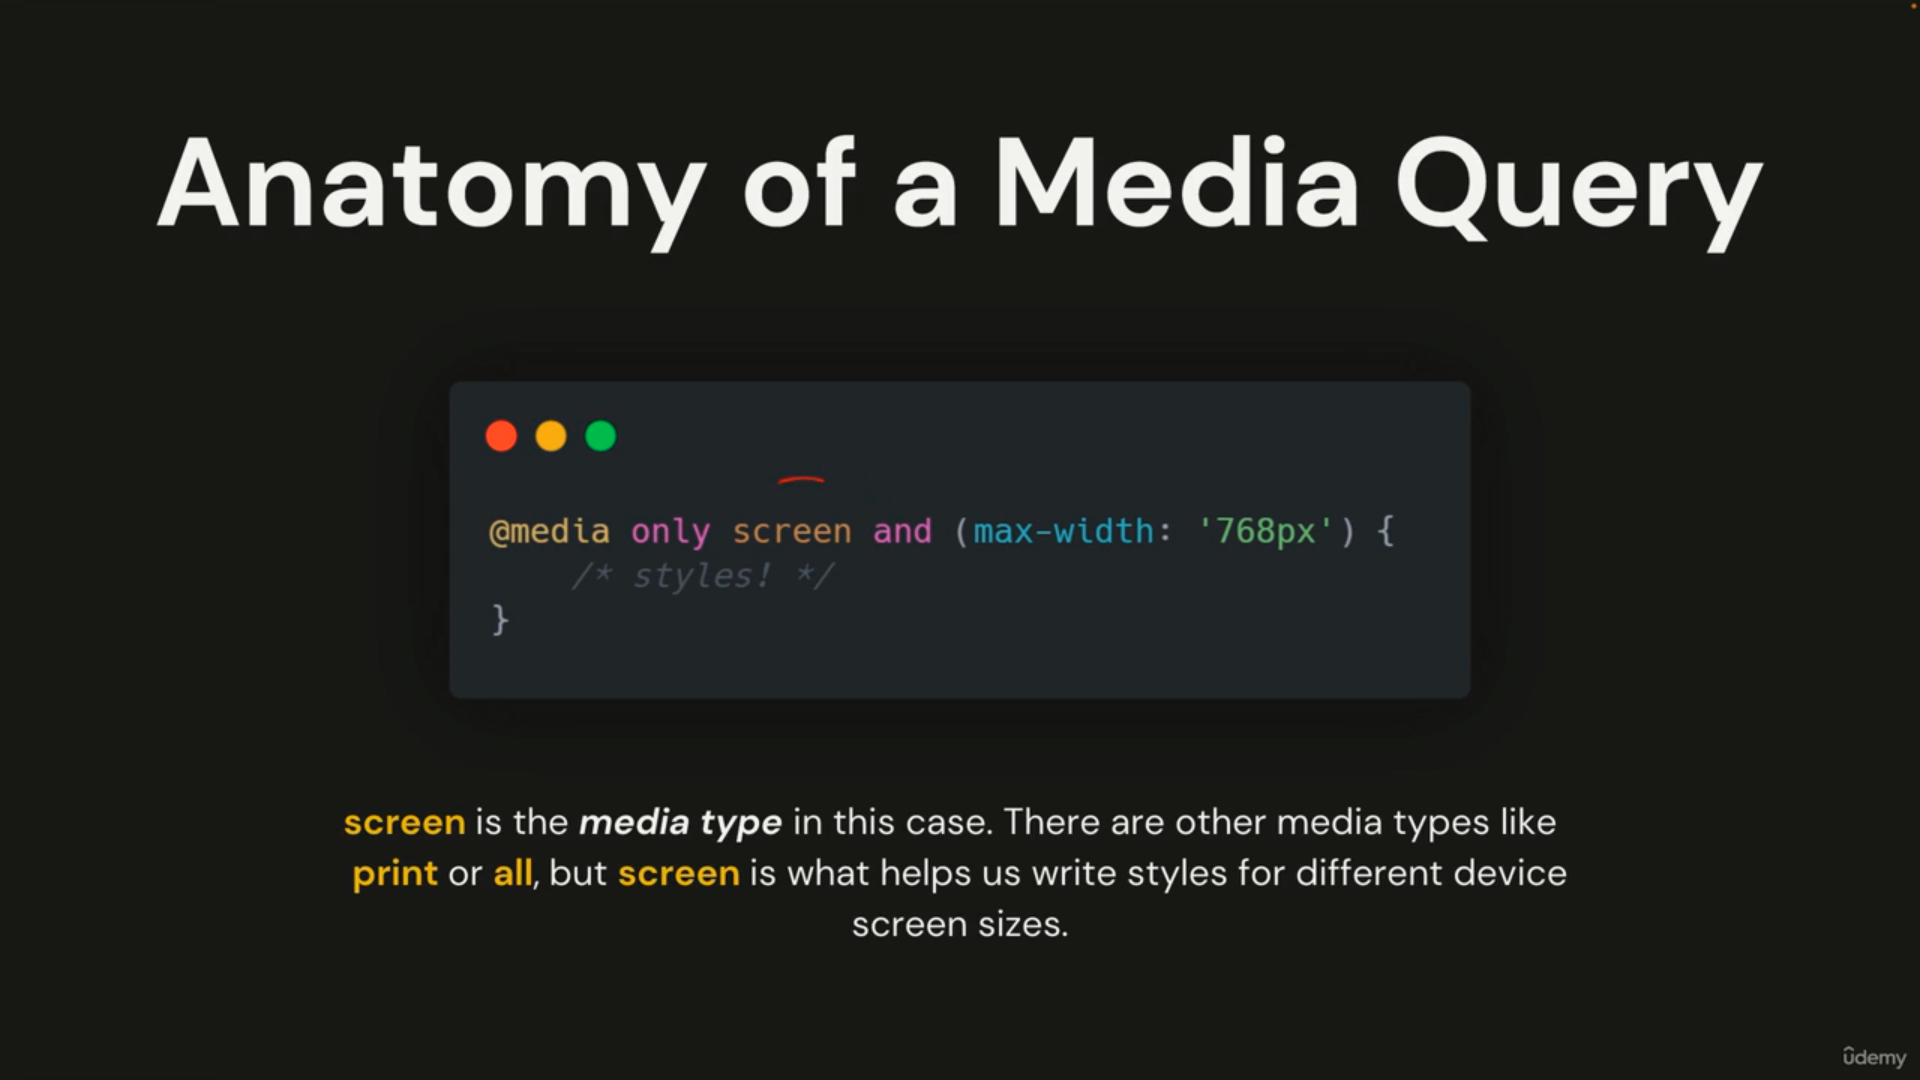 Anatomy of a Media Query
@media only screen and (max-width: '768px') {
/* styles! */
}
screen is the media type in this case. There are other media types like
print or all, but screen is what helps us write styles for different device
screen sizes.
ûdemy